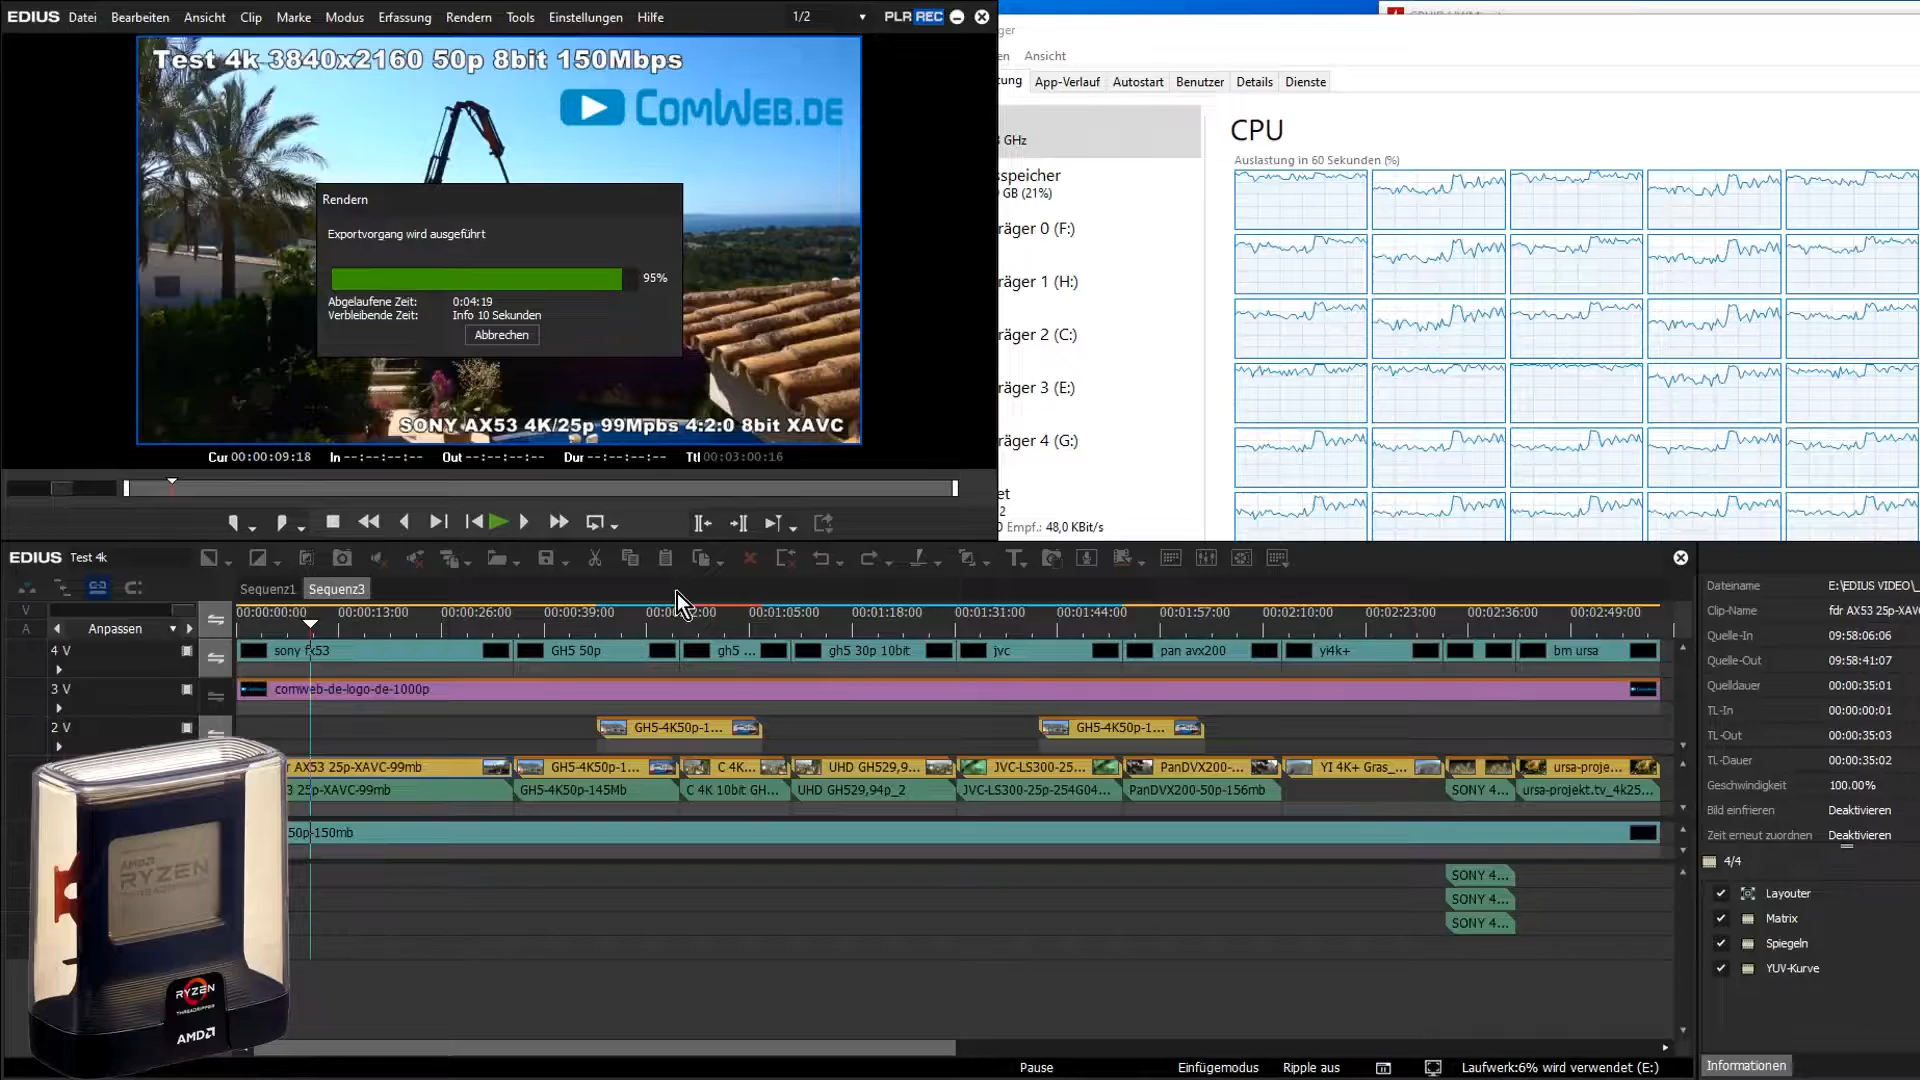 EDIUS Datei Bearbeiten Ansicht Clip Marke Modus Erfassung Rendern Tools Einstellungen Hilfe 1/2 PLR REC
Test 4k 3840x2160 50p 8bit 150Mbps
COMWEB.DE
Rendern
Exportvorgang wird ausgeführt
95%
Abgelaufene Zeit: 0:04:19
Verbleibende Zeit: Info 10 Sekunden
Abbrechen
SONY AX53 4K/25p 99Mpbs 4:2:0 8bit XAVC
Cur 00:00:09:18 In --:--:--:-- Out --:--:--:-- Dur --:--:--:-- Ttl 00:03:00:16
ger
en Ansicht
ung App-Verlauf Autostart Benutzer Details Dienste
GHz
sspeicher
GB (21%)
räger 0 (F:)
räger 1 (H:)
räger 2 (C:)
räger 3 (E:)
räger 4 (G:)
et
2
0 Empf.: 48,0 KBit/s
CPU
Auslastung in 60 Sekunden (%)
EDIUS Test 4k
Sequenz1 Sequenz3
V
A
Anpassen
00:00:00:00 00:00:13:00 00:00:26:00 00:00:39:00 00:01:05:00 00:01:18:00 00:01:31:00 00:01:44:00 00:01:57:00 00:02:10:00 00:02:23:00 00:02:36:00 00:02:49:00
4 V sony fx53 GH5 50p gh5 ... gh5 30p 10bit jvc pan avx200 yi4k+ bm ursa
3 V comweb-de-logo-de-1000p
2 V GH5-4K50p-1... GH5-4K50p-1...
r AX53 25p-XAVC-99mb GH5-4K50p-1... C 4K... UHD GH529,9... JVC-LS300-25... PanDVX200-... YI 4K+ Gras_... ursa-proje...
3 25p-XAVC-99mb GH5-4K50p-145Mb C 4K 10bit GH... UHD GH529,94p_2 JVC-LS300-25p-254G04... PanDVX200-50p-156mb SONY 4... ursa-projekt.tv_4k25...
50p-150mb
SONY 4...
SONY 4...
SONY 4...
AMD
RYZEN
THREADRIPPER
RYZEN
THREADRIPPER
AMD
Dateiname E:\EDIUS VIDEO\_
Clip-Name fdr AX53 25p-XAV
Quelle-In 09:58:06:06
Quelle-Out 09:58:41:07
Quelldauer 00:00:35:01
TL-In 00:00:00:01
TL-Out 00:00:35:03
TL-Dauer 00:00:35:02
Geschwindigkeit 100.00%
Bild einfrieren Deaktivieren
Zeit erneut zuordnen Deaktivieren
4/4
Layouter
Matrix
Spiegeln
YUV-Kurve
Informationen
Pause Einfügemodus Ripple aus Laufwerk:6% wird verwendet (E:)